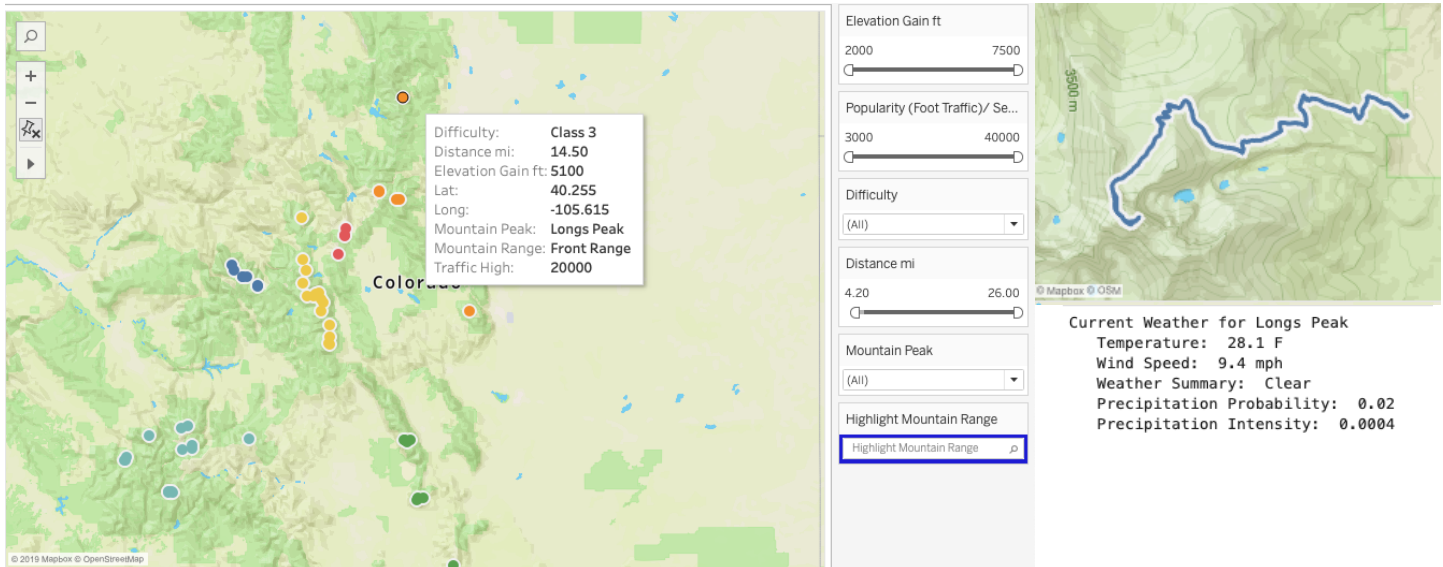 Difficulty: Class 3
Distance mi: 14.50
Elevation Gain ft: 5100
Lat: 40.255
Long: -105.615
Mountain Peak: Longs Peak
Mountain Range: Front Range
Traffic High: 20000
Colorado
© 2019 Mapbox © OpenStreetMap
Elevation Gain ft
2000 7500
Popularity (Foot Traffic)/ Se...
3000 40000
Difficulty
(All)
Distance mi
4.20 26.00
Mountain Peak
(All)
Highlight Mountain Range
Highlight Mountain Range
3500 m
© Mapbox © OSM
Current Weather for Longs Peak
Temperature: 28.1 F
Wind Speed: 9.4 mph
Weather Summary: Clear
Precipitation Probability: 0.02
Precipitation Intensity: 0.0004